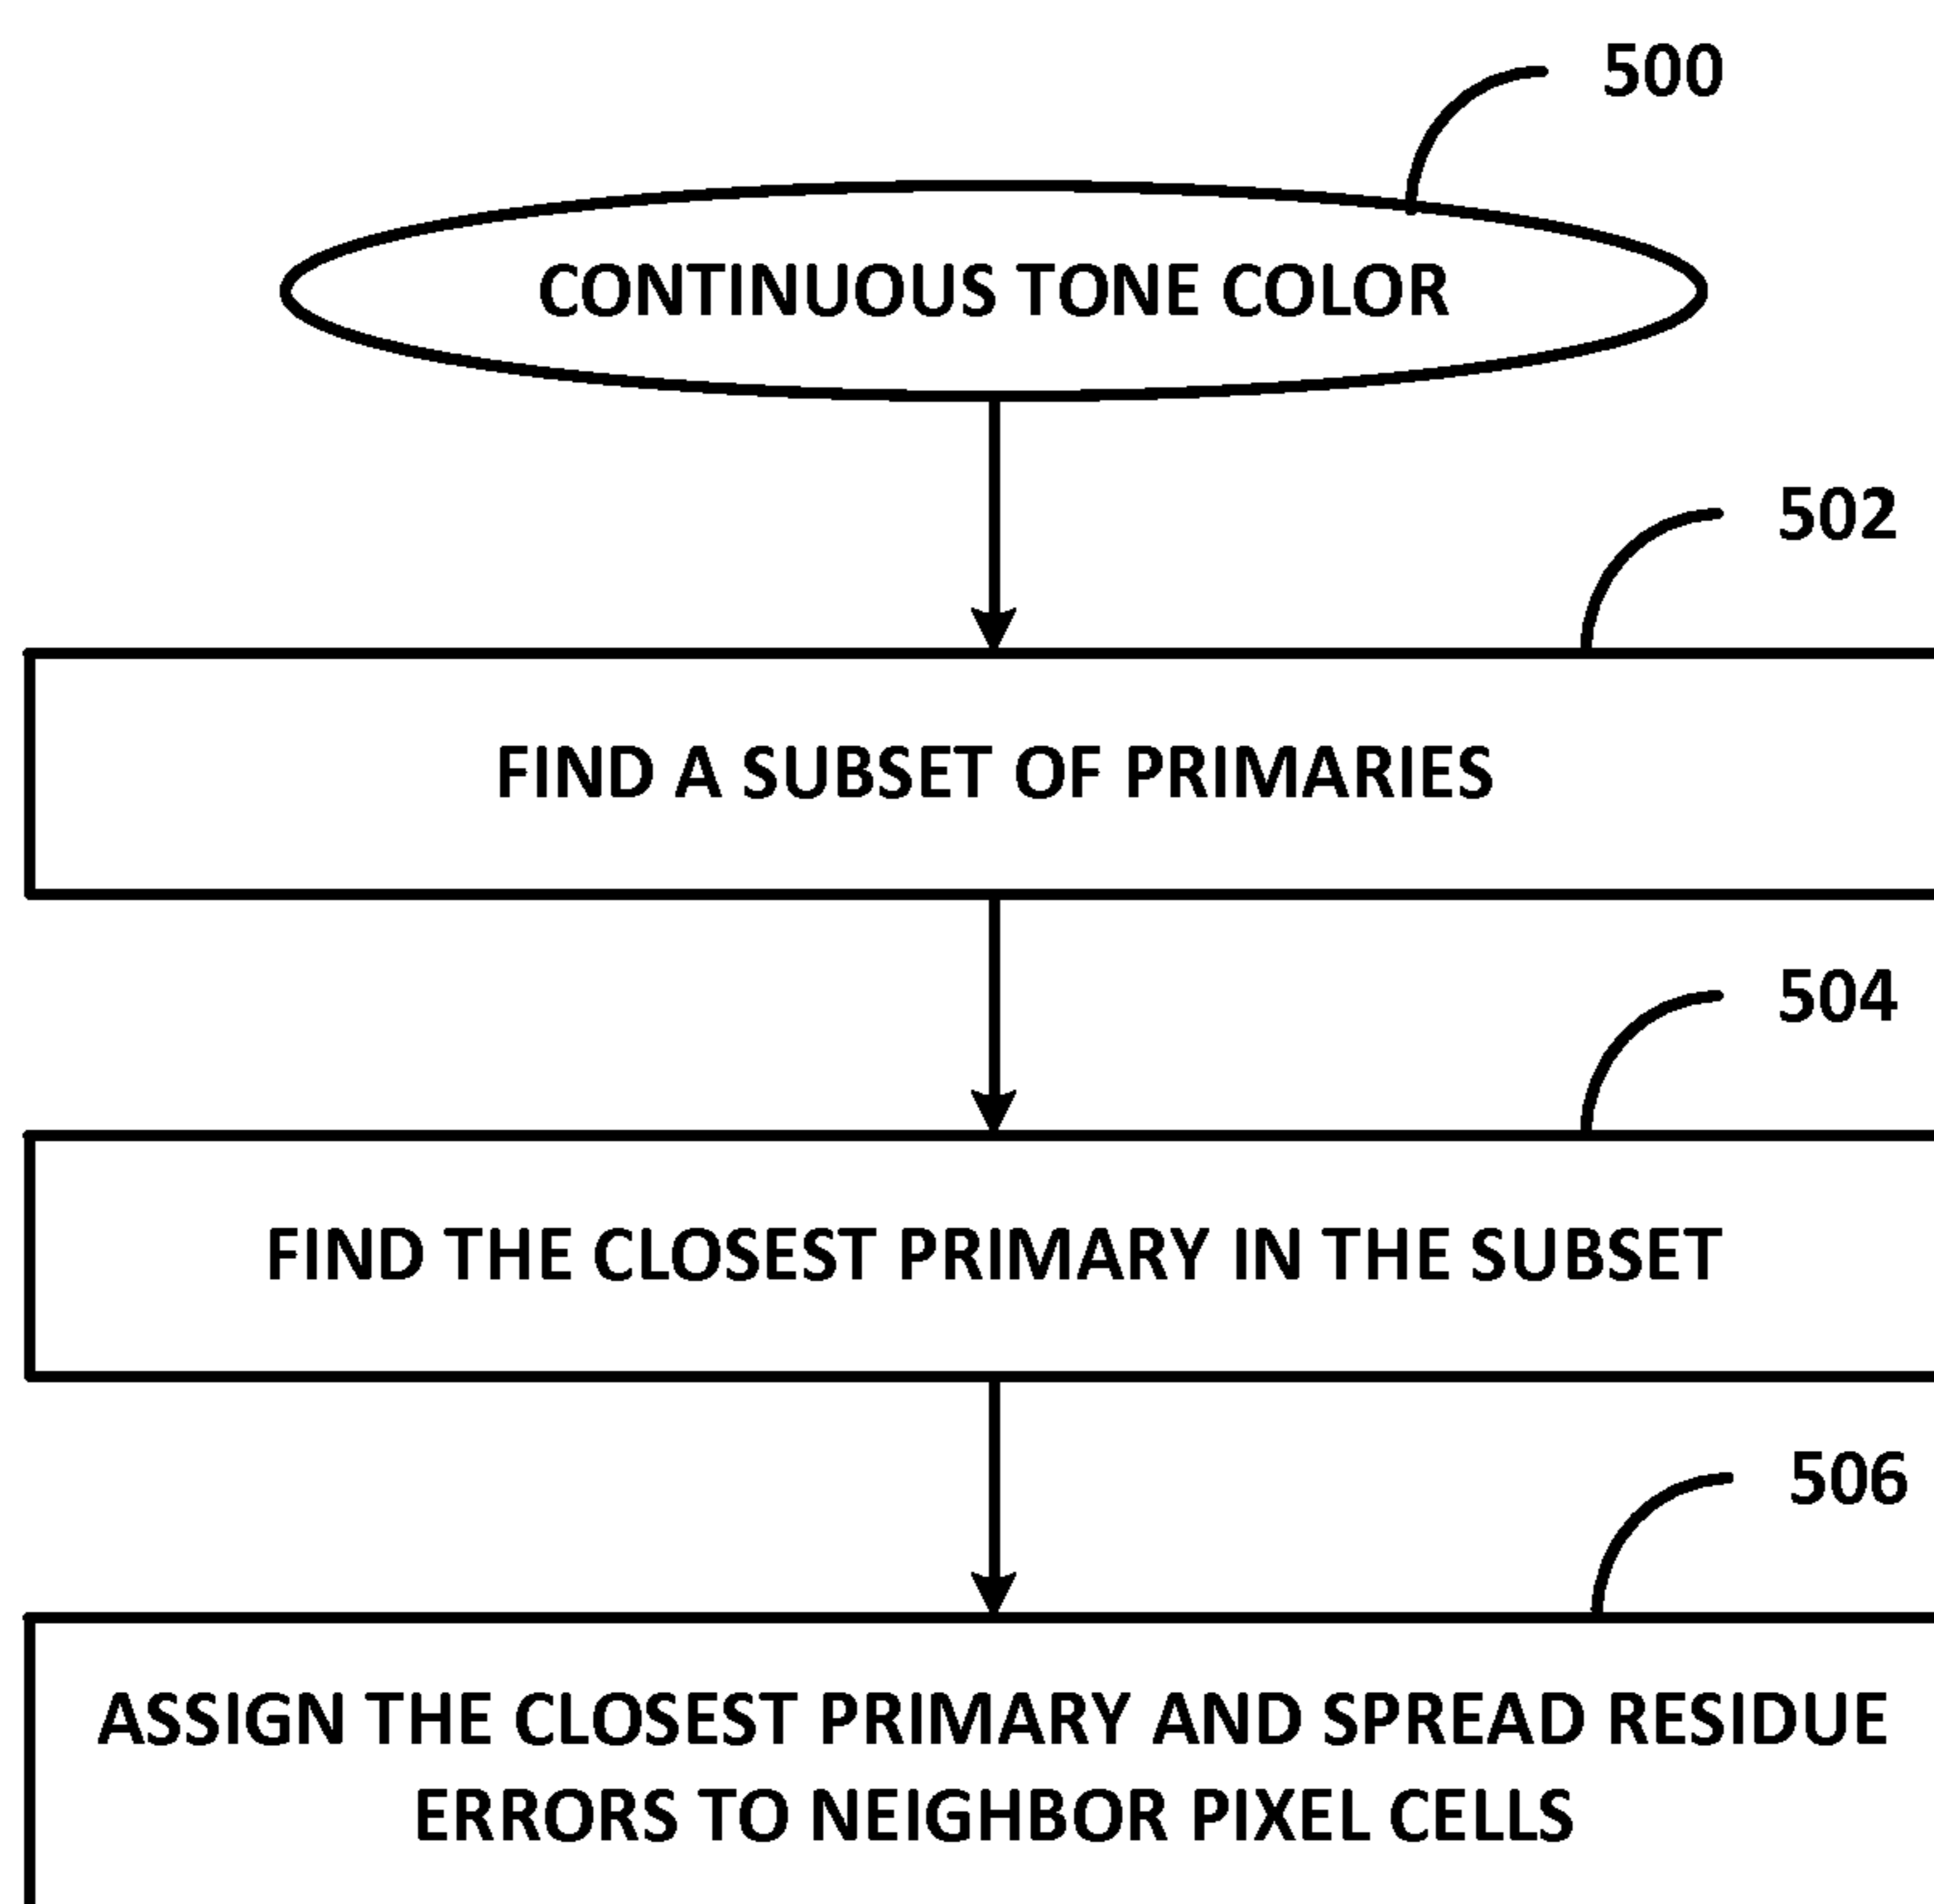 500
CONTINUOUS TONE COLOR
502
FIND A SUBSET OF PRIMARIES
504
FIND THE CLOSEST PRIMARY IN THE SUBSET
506
ASSIGN THE CLOSEST PRIMARY AND SPREAD RESIDUE
ERRORS TO NEIGHBOR PIXEL CELLS